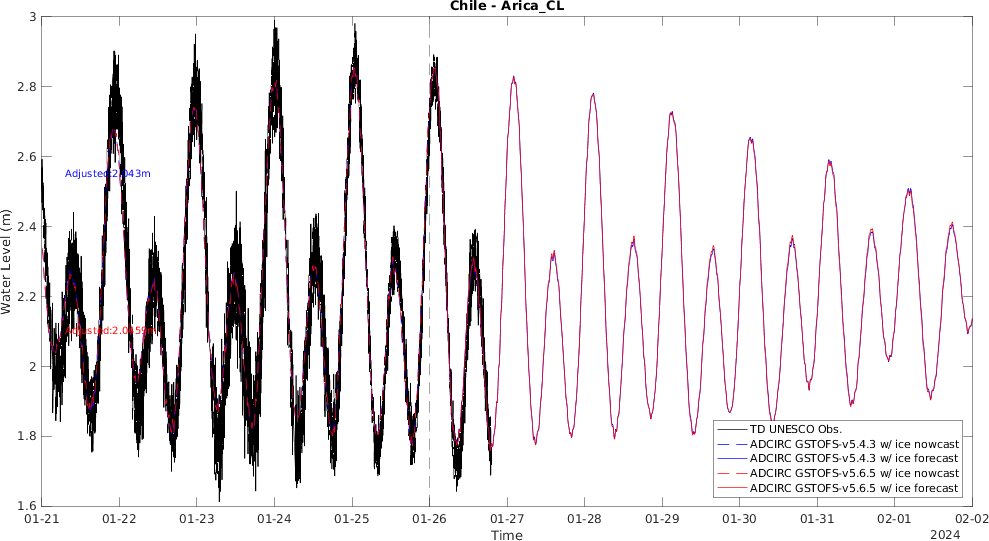 Chile - Arica_CL
3
2.8
2.6
2.4
2.2
2
1.8
1.6
Water Level (m)
Adjusted:2.043m
TD UNESCO Obs.
ADCIRC GSTOFS-v5.4.3 w/ ice nowcast
ADCIRC GSTOFS-v5.4.3 w/ ice forecast
ADCIRC GSTOFS-v5.6.5 w/ ice nowcast
ADCIRC GSTOFS-v5.6.5 w/ ice forecast
01-21 01-22 01-23 01-24 01-25 01-26 01-27 01-28 01-29 01-30 01-31 02-01 02-02
Time
2024